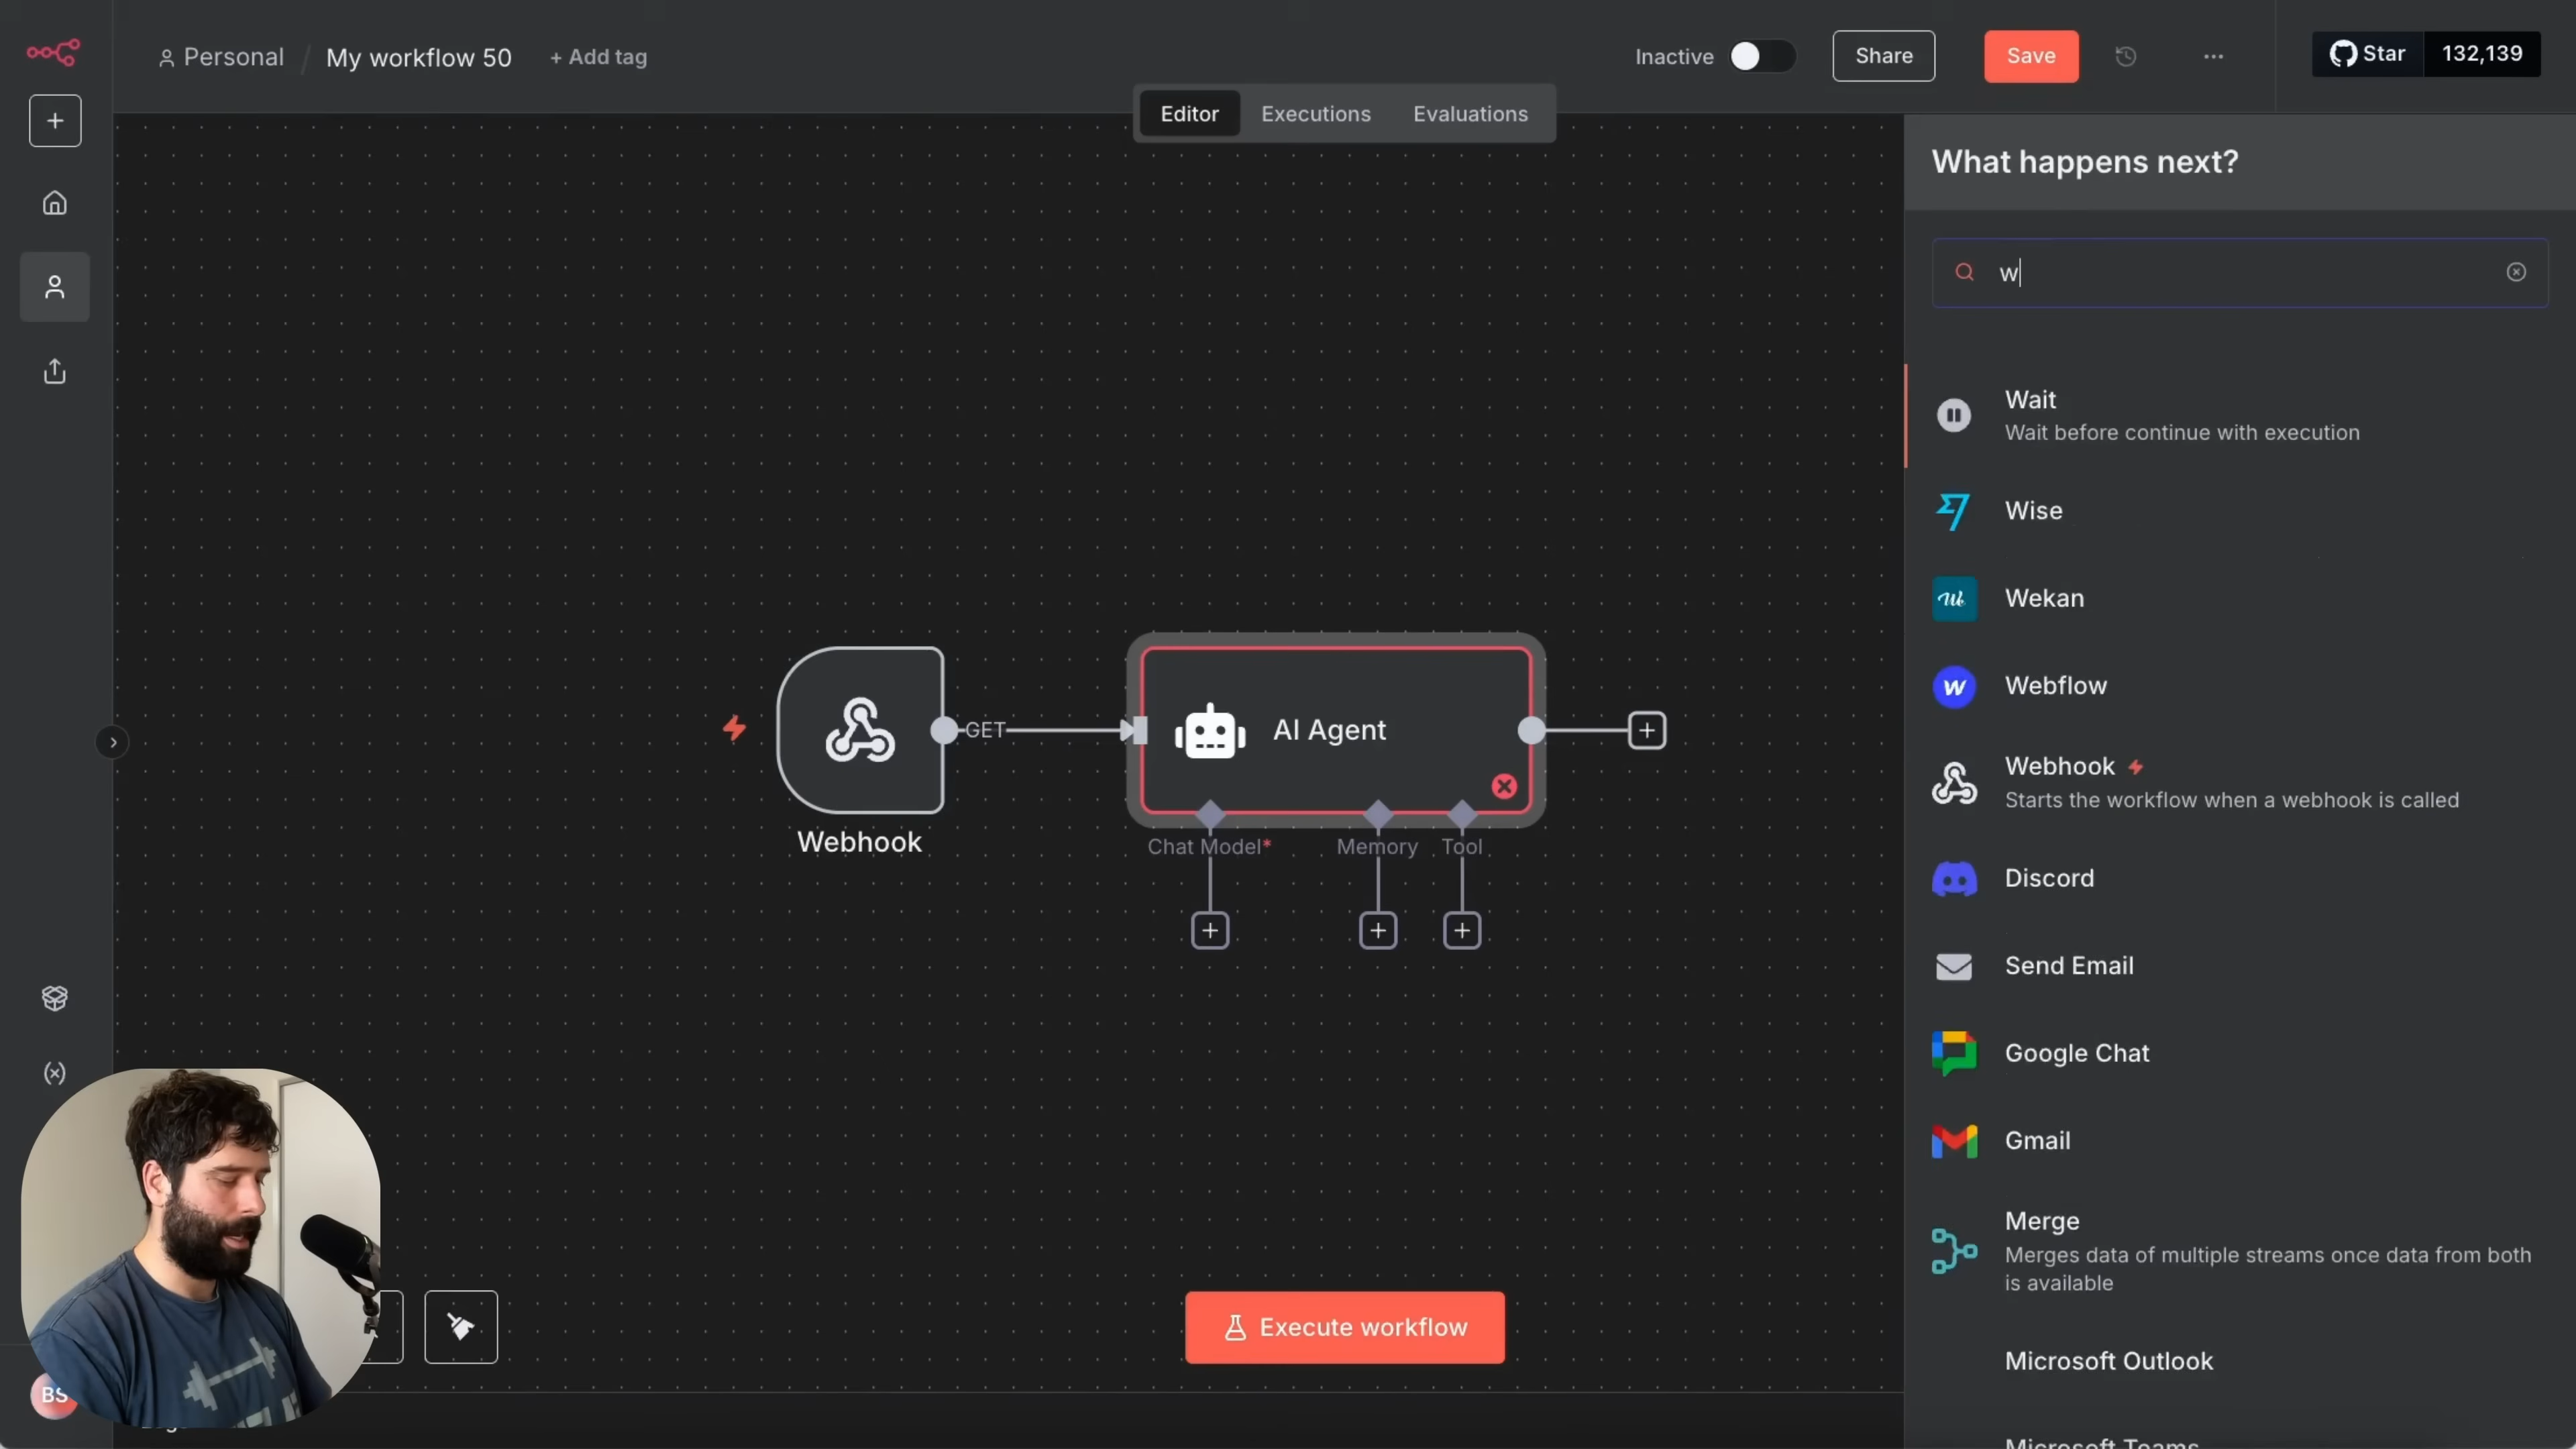 Personal / My workflow 50 + Add tag
Inactive
Share
Save
Star 132,139
Editor Executions Evaluations
What happens next?
w
Wait
Wait before continue with execution
Wise
Wekan
Webflow
Webhook
Starts the workflow when a webhook is called
Discord
Send Email
Google Chat
Gmail
Merge
Merges data of multiple streams once data from both
is available
Microsoft Outlook
Microsoft Teams
GET
AI Agent
Webhook
Chat Model* Memory Tool
Execute workflow
BS